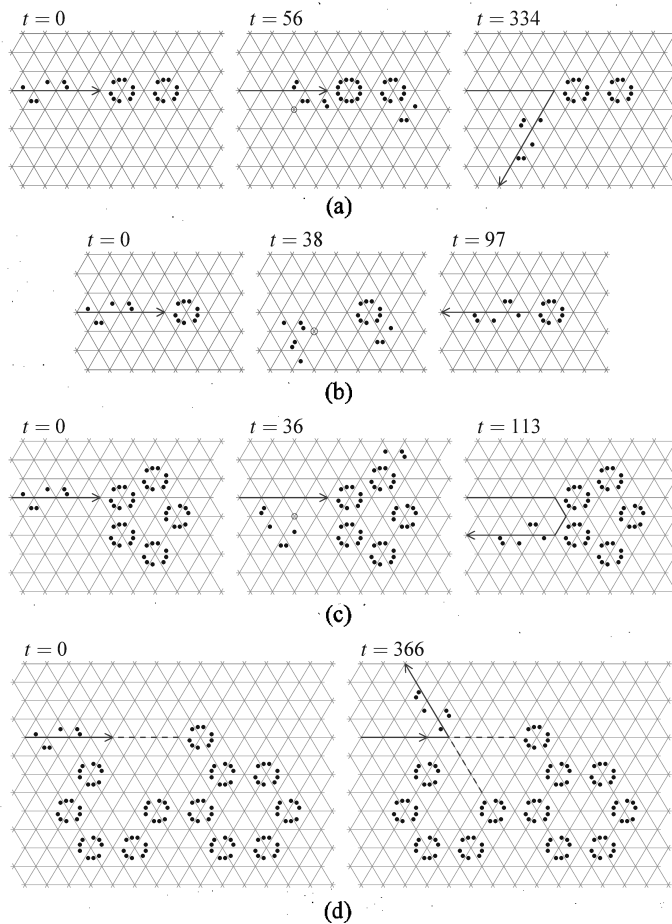 t = 0 t = 56 t = 334
(a)
t = 0 t = 38 t = 97
(b)
t = 0 t = 36 t = 113
(c)
t = 0 t = 366
(d)